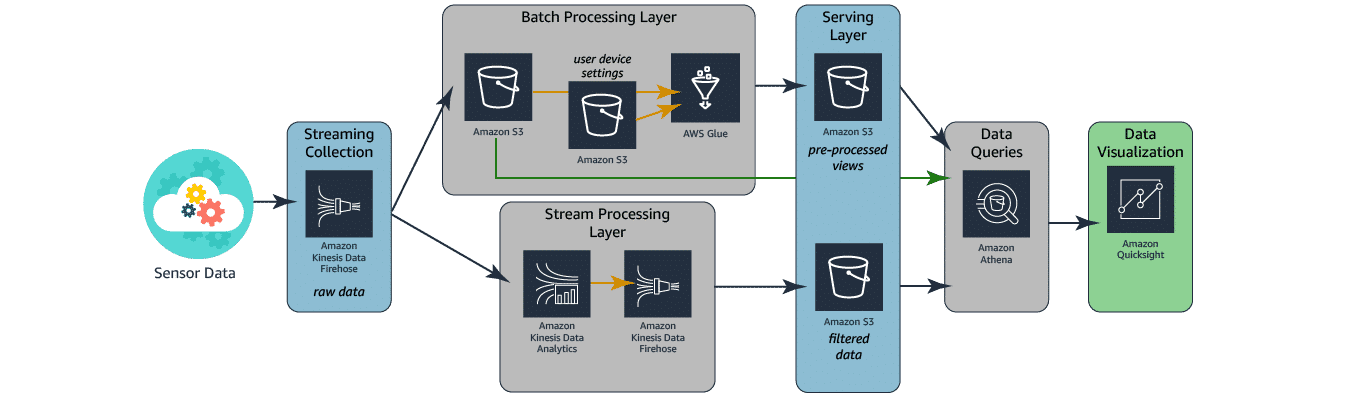 Sensor Data
Streaming
Collection
Amazon
Kinesis Data
Firehose
raw data
Batch Processing Layer
Amazon S3
user device
settings
Amazon S3
AWS Glue
Stream Processing
Layer
Amazon
Kinesis Data
Analytics
Amazon
Kinesis Data
Firehose
Serving
Layer
Amazon S3
pre-processed
views
Amazon S3
filtered
data
Data
Queries
Amazon
Athena
Data
Visualization
Amazon
Quicksight